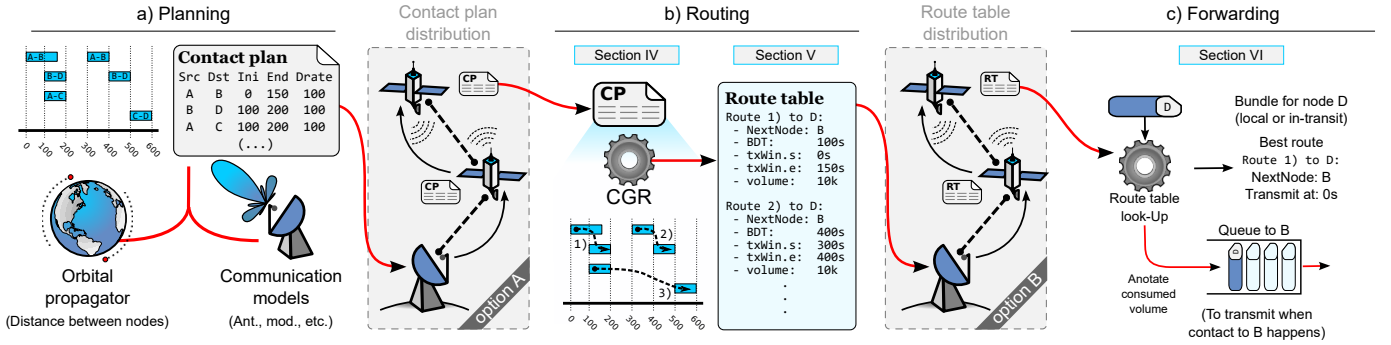 a) Planning
A-B
A-B
B-D
B-D
A-C
C-D
0
100
200
300
400
500
600
Contact plan
Src Dst Ini End Drate
A B 0 150 100
B D 100 200 100
A C 100 200 100
(...)
Orbital
propagator
(Distance between nodes)
Communication
models
(Ant., mod., etc.)
Contact plan
distribution
CP
CP
option A
b) Routing
Section IV
Section V
CP
CGR
1)
2)
3)
0
100
200
300
400
500
600
Route table
Route 1) to D:
- NextNode: B
- BDT: 100s
- txWin.s: 0s
- txWin.e: 150s
- volume: 10k
Route 2) to D:
- NextNode: B
- BDT: 400s
- txWin.s: 300s
- txWin.e: 400s
- volume: 10k
.
.
.
Route table
distribution
RT
RT
option B
c) Forwarding
Section VI
D
Bundle for node D
(local or in-transit)
Best route
Route 1) to D:
NextNode: B
Transmit at: 0s
Route table
look-Up
Queue to B
D
Anotate
consumed
volume
(To transmit when
contact to B happens)